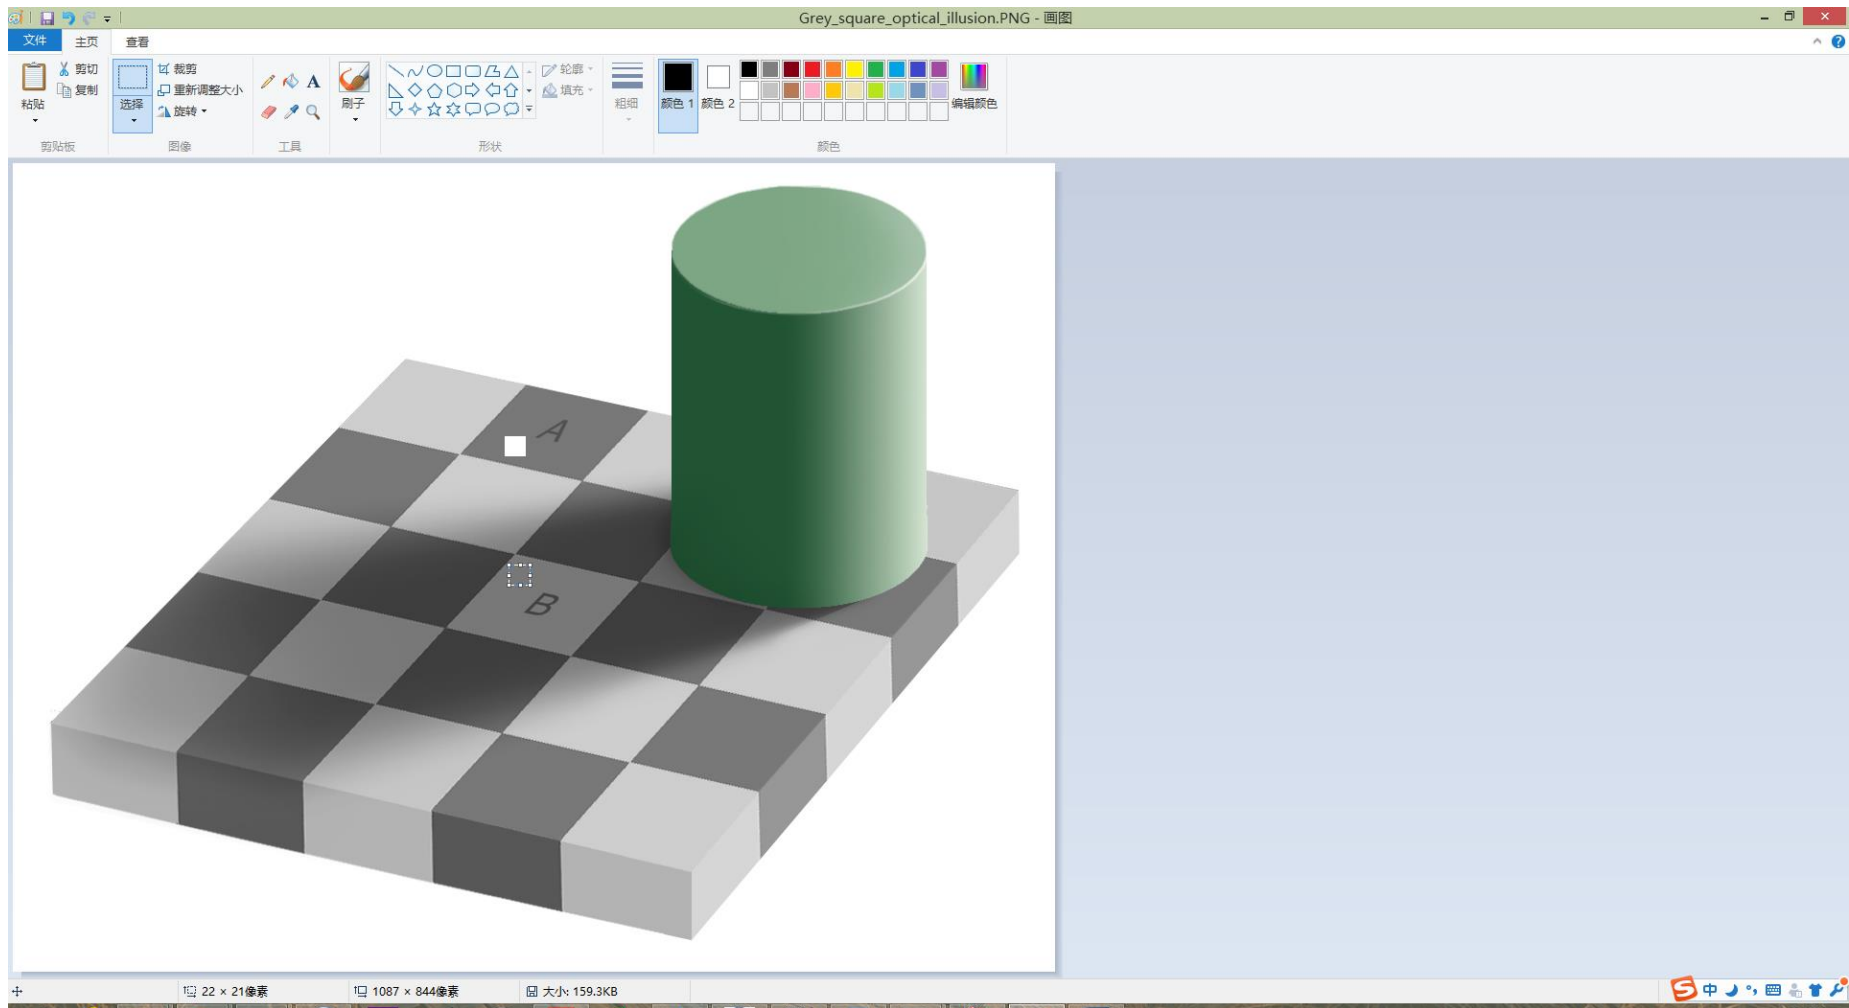 Grey_square_optical_illusion.PNG - 画图
文件 主页 查看
粘贴
剪切
复制
选择
裁剪
重新调整大小
旋转
A
刷子
轮廓
填充
粗细
颜色 1
颜色 2
编辑颜色
剪贴板 图像 工具 形状 颜色
A
B
22 × 21像素 1087 × 844像素 大小: 159.3KB
S 中